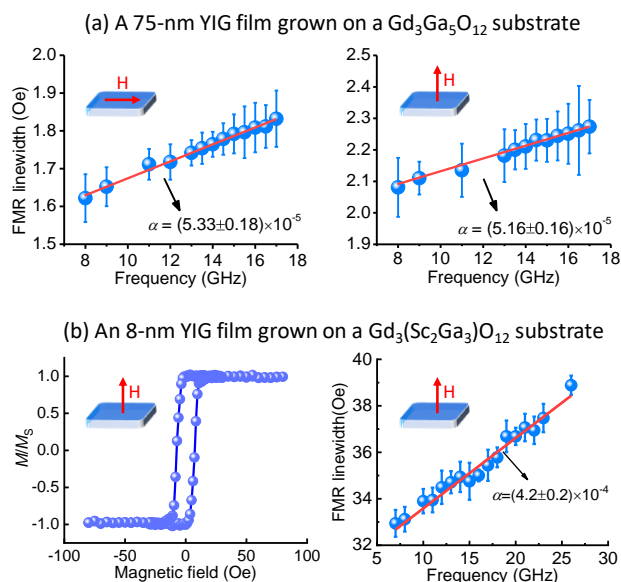 (a) A 75-nm YIG film grown on a Gd₃Ga₅O₁₂ substrate
FMR linewidth (Oe)
2.0
1.9
1.8
1.7
1.6
1.5
H
α = (5.33±0.18)×10⁻⁵
8 10 12 14 16 18
Frequency (GHz)
2.5
2.4
2.3
2.2
2.1
2.0
1.9
H
α = (5.16±0.16)×10⁻⁵
8 10 12 14 16 18
Frequency (GHz)
(b) An 8-nm YIG film grown on a Gd₃(Sc₂Ga₃)O₁₂ substrate
M/Mₛ
1.0
0.5
0.0
-0.5
-1.0
H
-100 -50 0 50 100
Magnetic field (Oe)
FMR linewidth(Oe)
40
38
36
34
32
H
α=(4.2±0.2)×10⁻⁴
5 10 15 20 25 30
Frequency (GHz)